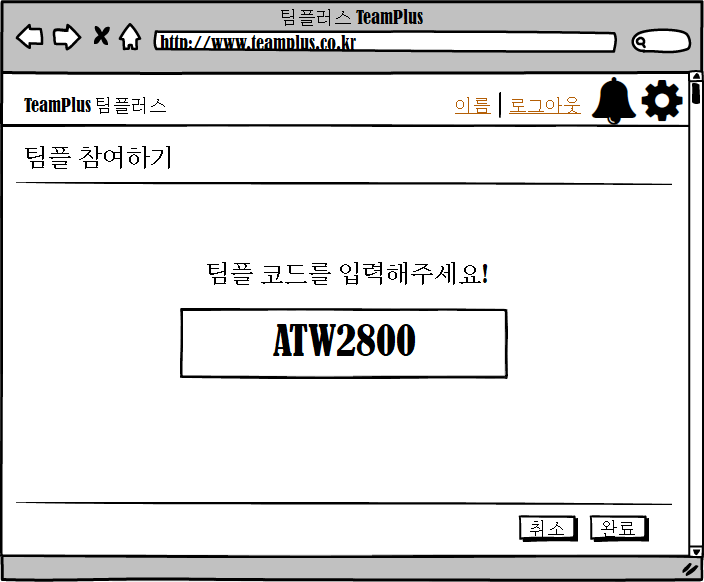 팀플러스 TeamPlus
http://www.teamplus.co.kr
TeamPlus 팀플러스
이름 | 로그아웃
팀플 참여하기
팀플 코드를 입력해주세요!
ATW2800
취소 완료